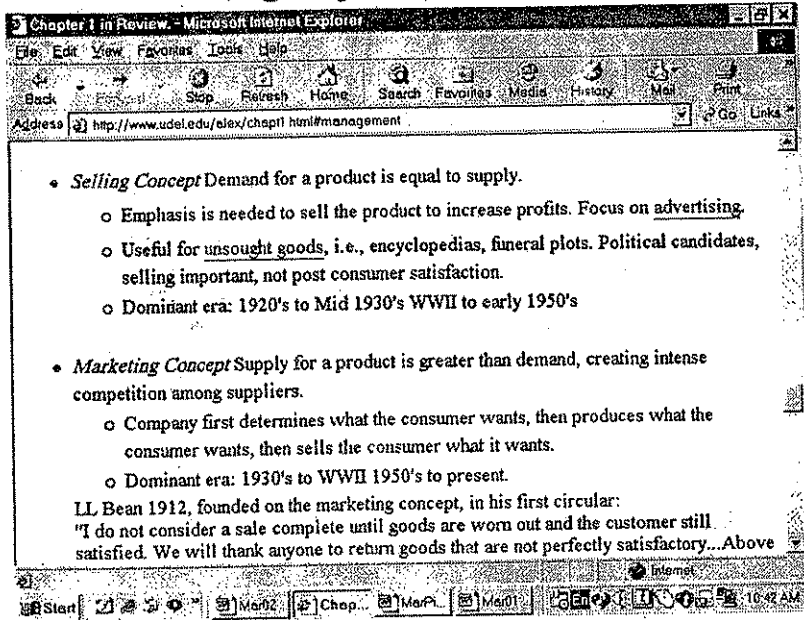 Chapter 1 in Review. - Microsoft Internet Explorer
File Edit View Favorites Tools Help
Back Stop Refresh Home Search Favorites Media History Mail Print
Address http://www.udel.edu/alex/chapt1 html#management Go Links
• Selling Concept Demand for a product is equal to supply.
o Emphasis is needed to sell the product to increase profits. Focus on advertising.
o Useful for unsought goods, i.e., encyclopedias, funeral plots. Political candidates,
selling important, not post consumer satisfaction.
o Dominant era: 1920's to Mid 1930's WWII to early 1950's
• Marketing Concept Supply for a product is greater than demand, creating intense
competition among suppliers.
o Company first determines what the consumer wants, then produces what the
consumer wants, then sells the consumer what it wants.
o Dominant era: 1930's to WWII 1950's to present.
LL Bean 1912, founded on the marketing concept, in his first circular:
"I do not consider a sale complete until goods are worn out and the customer still
satisfied. We will thank anyone to return goods that are not perfectly satisfactory...Above
Internet
Start Mar02 Chap... MarPi... Mar01 En 10:42 AM